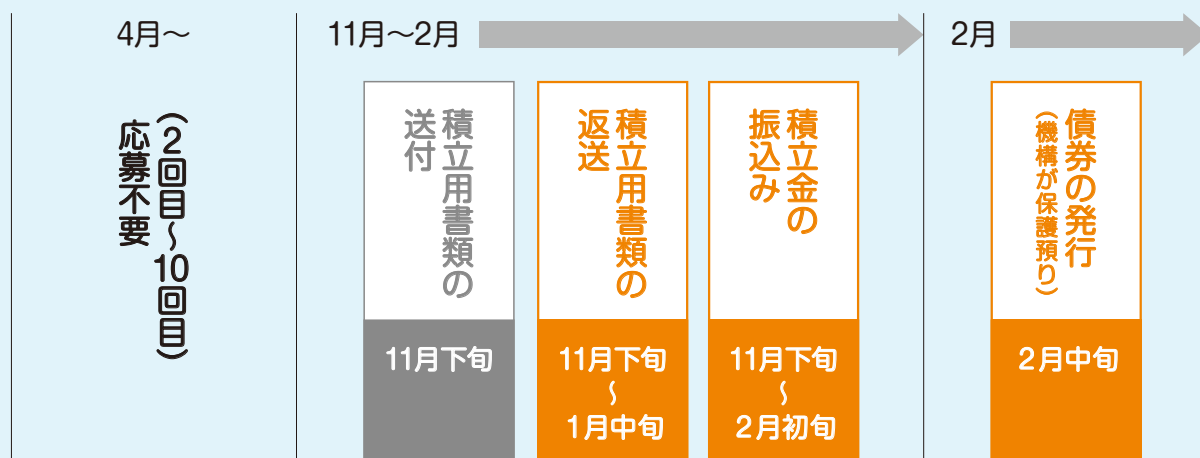 4月〜
(2回目〜10回目)
応募不要
11月〜2月
積立用書類の
送付
11月下旬
積立用書類の
返送
11月下旬
〜
1月中旬
積立金の
振込み
11月下旬
〜
2月初旬
2月
債券の発行
(機構が保護預り)
2月中旬